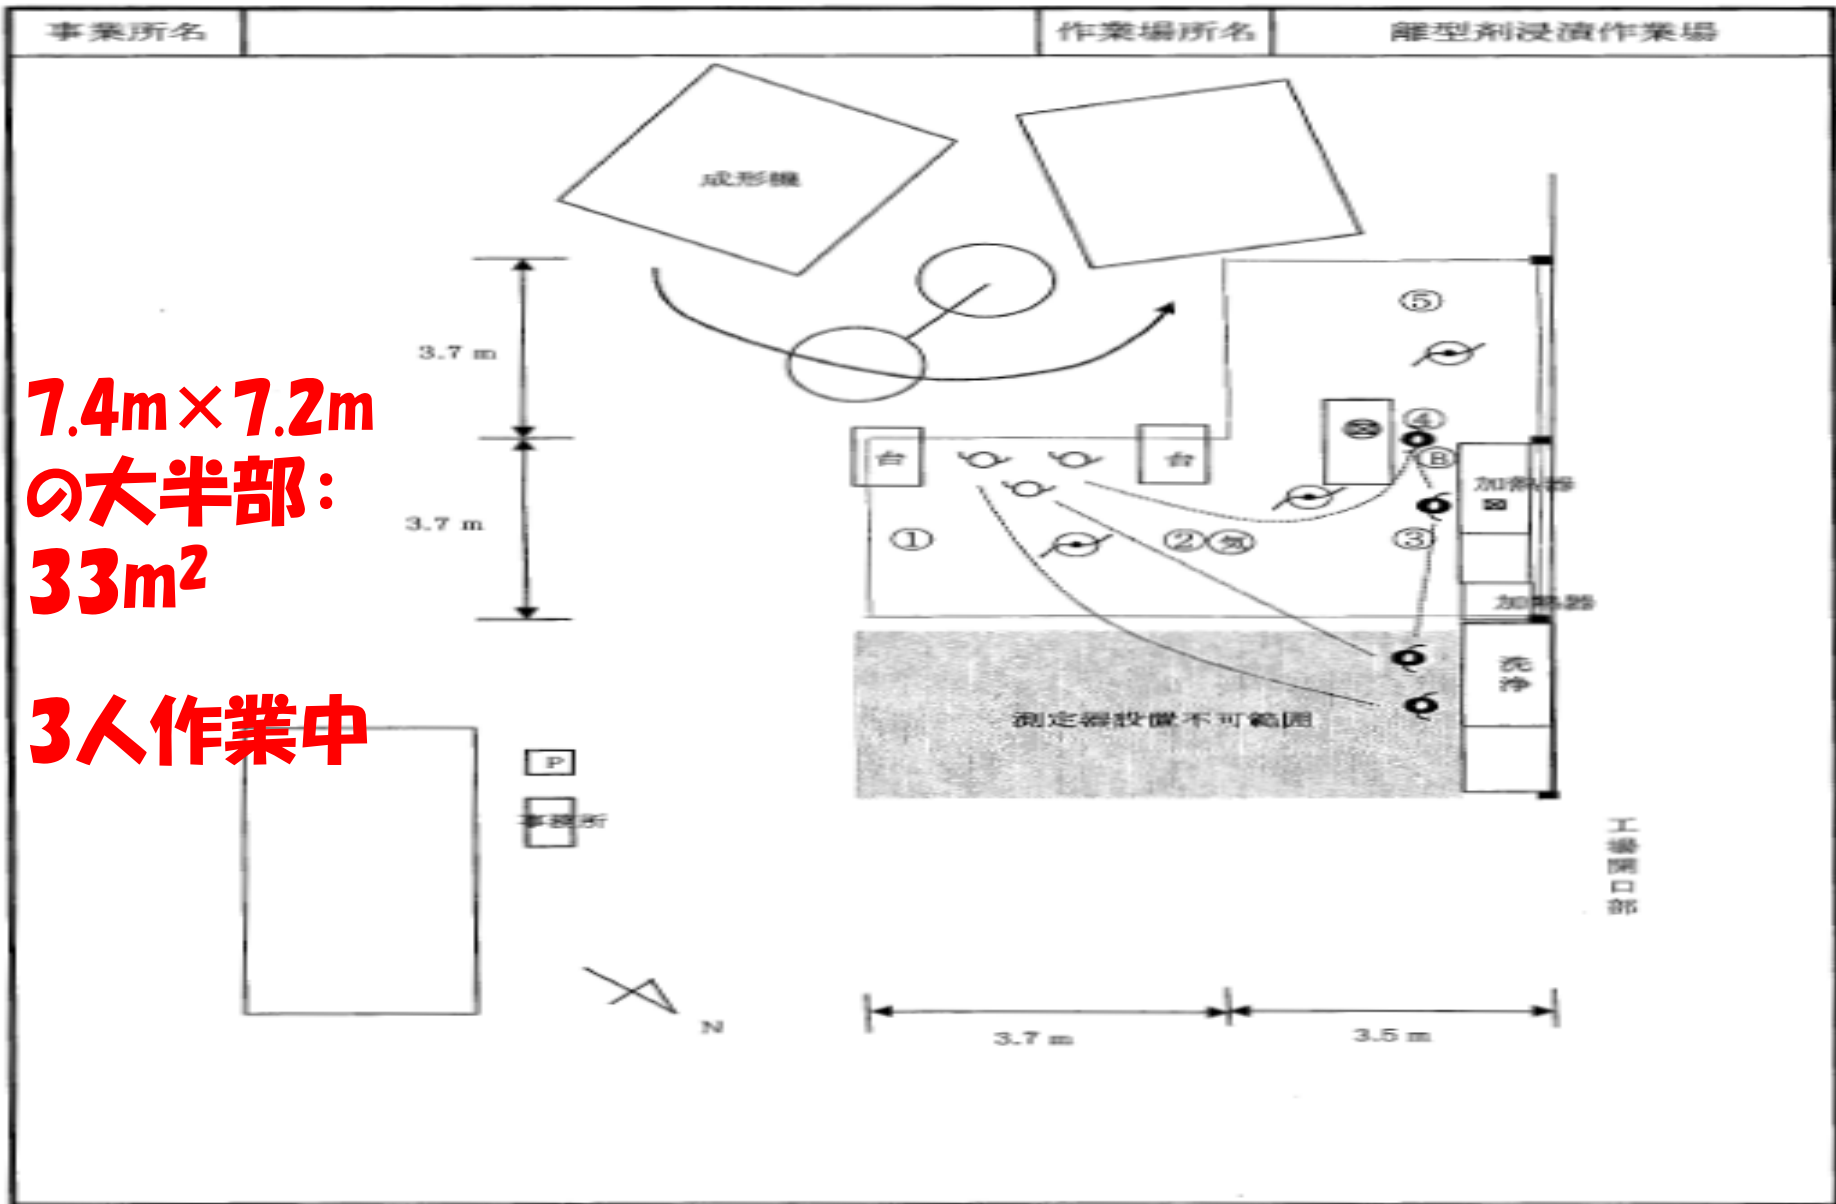 事業所名
作業場所名
離型剤浸漬作業場
成形機
⑤
3.7 m
7.4m×7.2m
の大半部：
33m²
④
台
台
Ⓑ
加熱器
3.7 m
①
②
③
加熱器
洗浄
測定器設置不可範囲
3人作業中
P
事務所
工場開口部
N
3.7 m
3.5 m